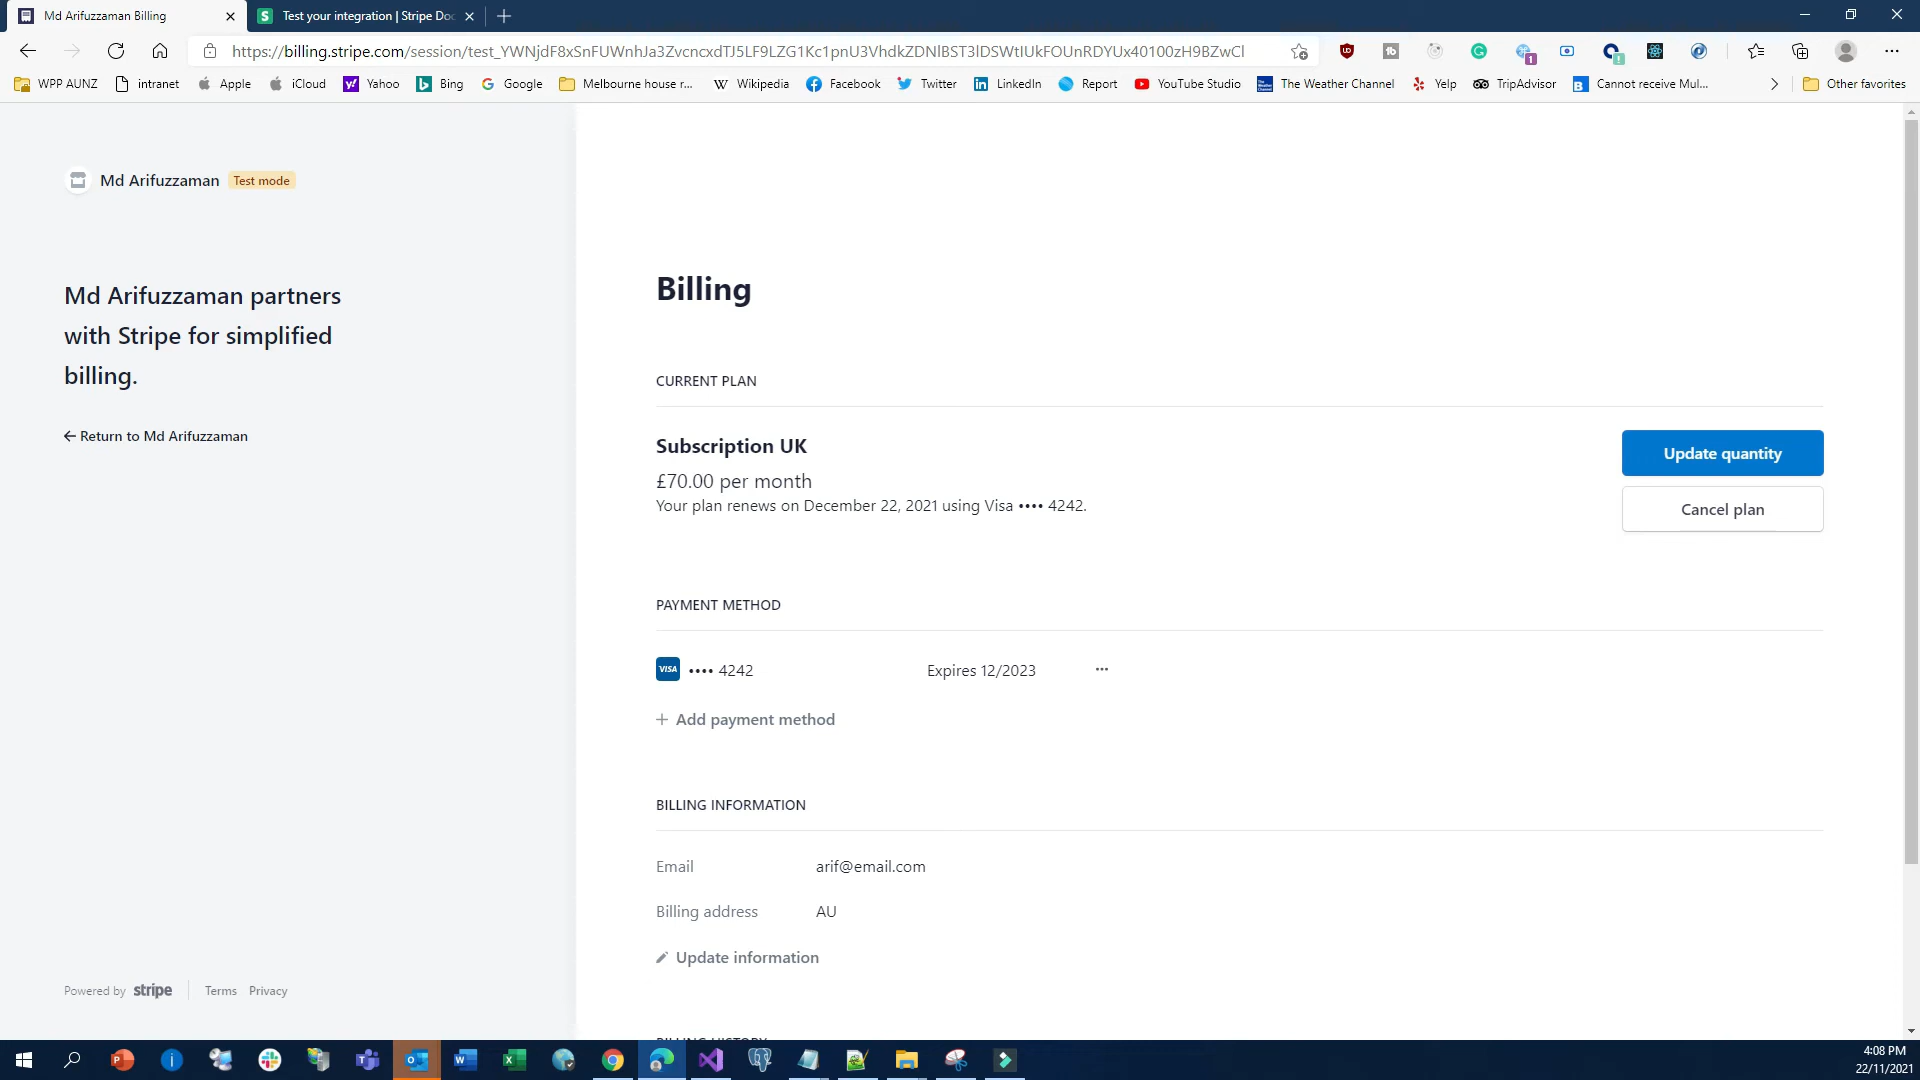 Md Arifuzzaman Billing
Test your integration | Stripe Doc
https://billing.stripe.com/session/
WPP AUNZ
intranet
Apple
iCloud
Yahoo
Bing
Google
Melbourne house r...
Wikipedia
Facebook
Twitter
LinkedIn
Report
YouTube Studio
The Weather Channel
Yelp
TripAdvisor
Cannot receive Mul...
Other favorites
Md Arifuzzaman Test mode
Md Arifuzzaman partners
with Stripe for simplified
billing.
← Return to Md Arifuzzaman
Powered by stripe Terms Privacy
Billing
CURRENT PLAN
Subscription UK
£70.00 per month
Your plan renews on December 22, 2021 using Visa •••• 4242.
Update quantity
Cancel plan
PAYMENT METHOD
VISA •••• 4242 Expires 12/2023 •••
+ Add payment method
BILLING INFORMATION
Email arif@email.com
Billing address AU
Update information
4:08 PM
22/11/2021